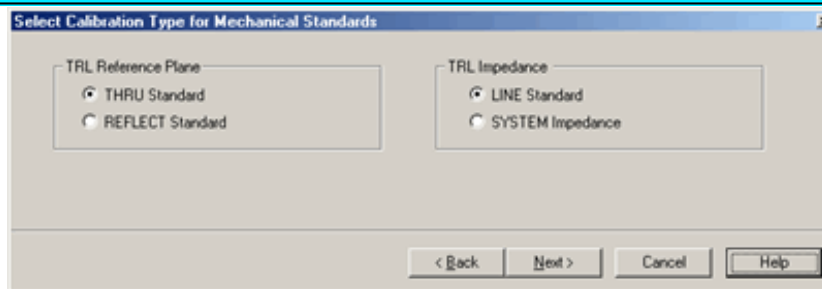 Select Calibration Type for Mechanical Standards
TRL Reference Plane
THRU Standard
REFLECT Standard
TRL Impedance
LINE Standard
SYSTEM Impedance
< Back
Next >
Cancel
Help